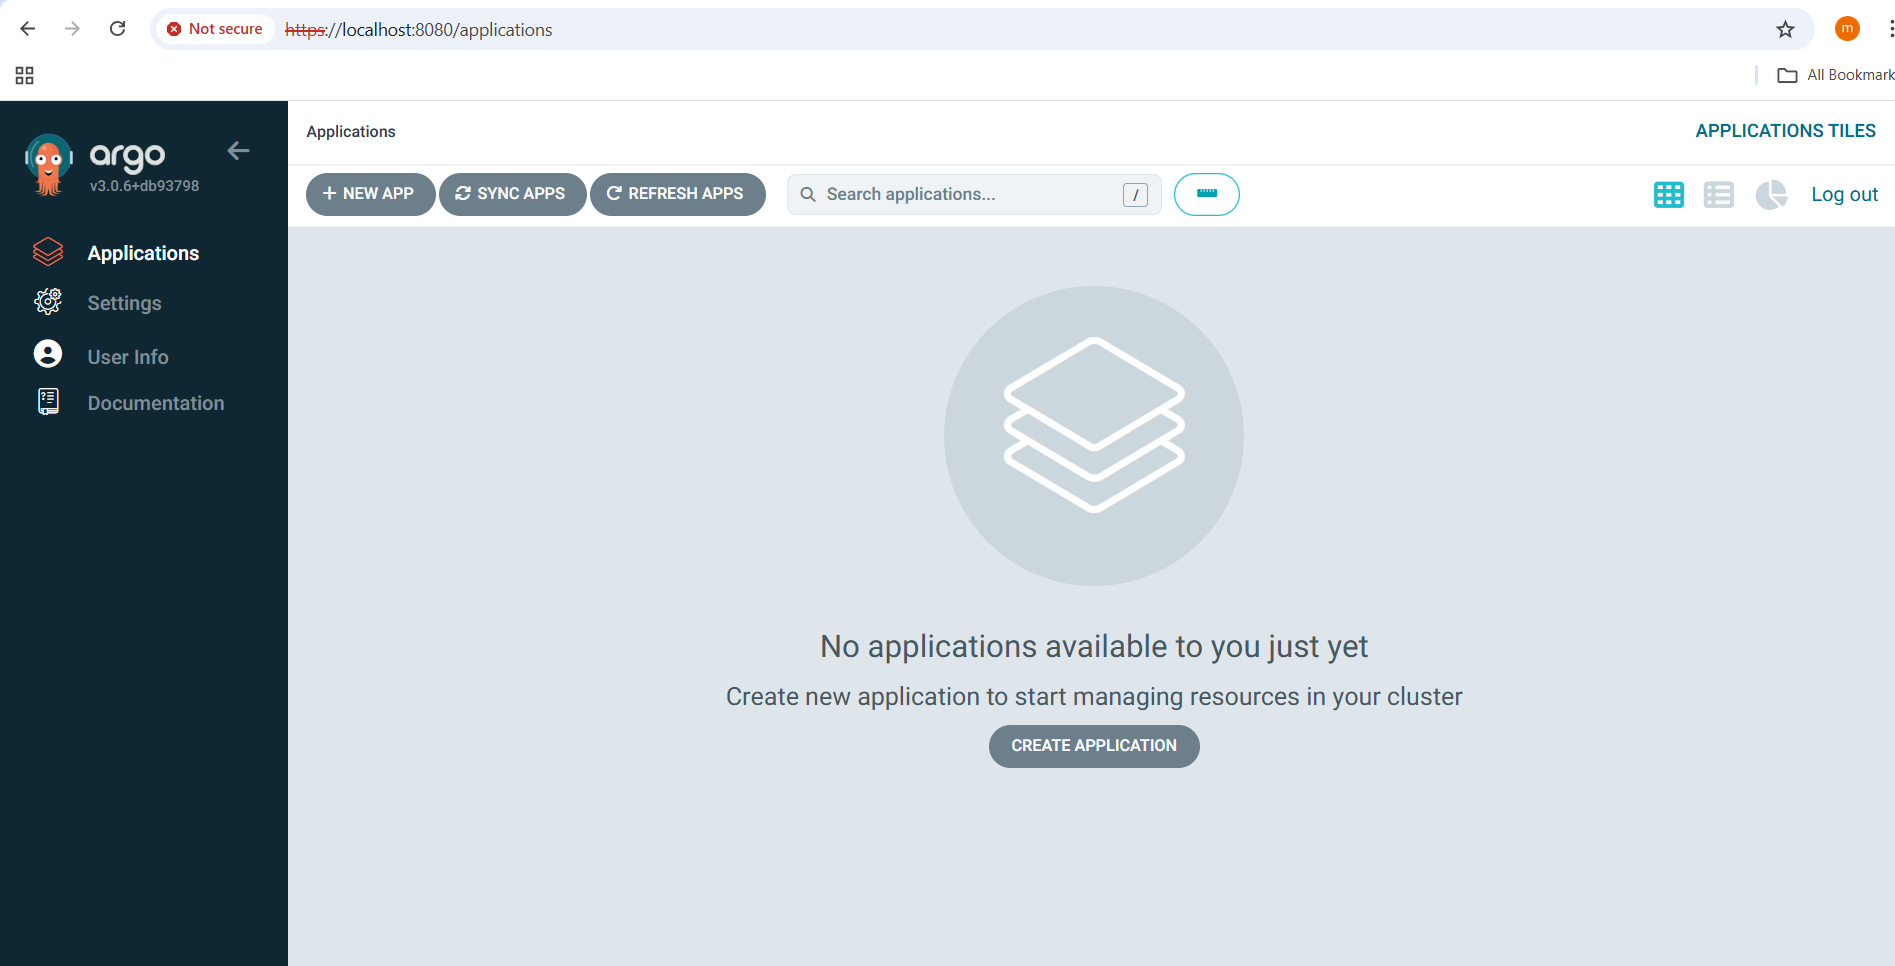 Not secure https://localhost:8080/applications m
All Bookmark
argo
v3.0.6+db93798
Applications
Settings
User Info
Documentation
Applications APPLICATIONS TILES
+ NEW APP SYNC APPS REFRESH APPS Search applications... / Log out
No applications available to you just yet
Create new application to start managing resources in your cluster
CREATE APPLICATION